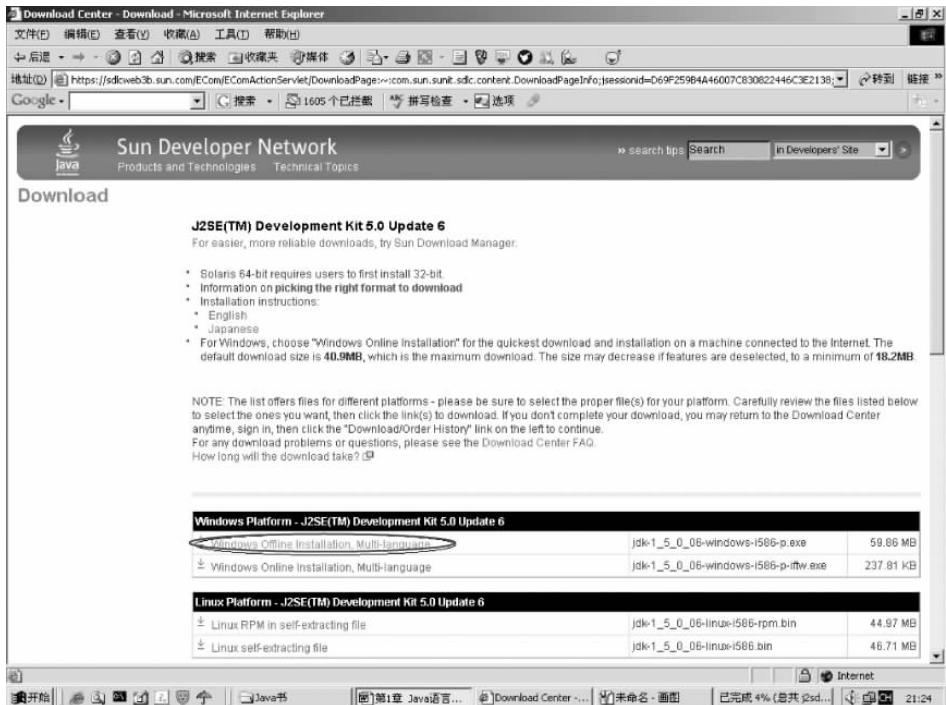 Download Center - Download - Microsoft Internet Explorer
文件(F) 编辑(E) 查看(V) 收藏(A) 工具(T) 帮助(H)
后退 搜索 收藏夹 媒体
地址(D) https://sdlcweb3b.sun.com/ECom/EComActionServlet/DownloadPage:~:com.sun.sunit.sdlc.content.DownloadPageInfo;jsessionid=D69F259B4A46007C830822446C3E2138; 转到 链接 »
Google 搜索 1605 个已拦截 拼写检查 选项
Java
Sun Developer Network
» search tips Search in Developers' Site
Products and Technologies Technical Topics
Download
J2SE(TM) Development Kit 5.0 Update 6
For easier, more reliable downloads, try Sun Download Manager.
• Solaris 64-bit requires users to first install 32-bit.
• Information on picking the right format to download
• Installation instructions:
• English
• Japanese
• For Windows, choose "Windows Online Installation" for the quickest download and installation on a machine connected to the Internet. The
default download size is 40.9MB, which is the maximum download. The size may decrease if features are deselected, to a minimum of 18.2MB.
NOTE: The list offers files for different platforms - please be sure to select the proper file(s) for your platform. Carefully review the files listed below
to select the ones you want, then click the link(s) to download. If you don't complete your download, you may return to the Download Center
anytime, sign in, then click the "Download/Order History" link on the left to continue.
For any download problems or questions, please see the Download Center FAQ.
How long will the download take?
Windows Platform - J2SE(TM) Development Kit 5.0 Update 6
Windows Offline Installation, Multi-language jdk-1_5_0_06-windows-i586-p.exe 59.86 MB
Windows Online Installation, Multi-language jdk-1_5_0_06-windows-i586-p-iftw.exe 237.81 KB
Linux Platform - J2SE(TM) Development Kit 5.0 Update 6
Linux RPM in self-extracting file jdk-1_5_0_06-linux-i586-rpm.bin 44.97 MB
Linux self-extracting file jdk-1_5_0_06-linux-i586.bin 46.71 MB
Internet
开始 Java书 第1章 Java语言... Download Center -... 未命名 - 画图 已完成 4% (总共 j2sd... CH 21:24